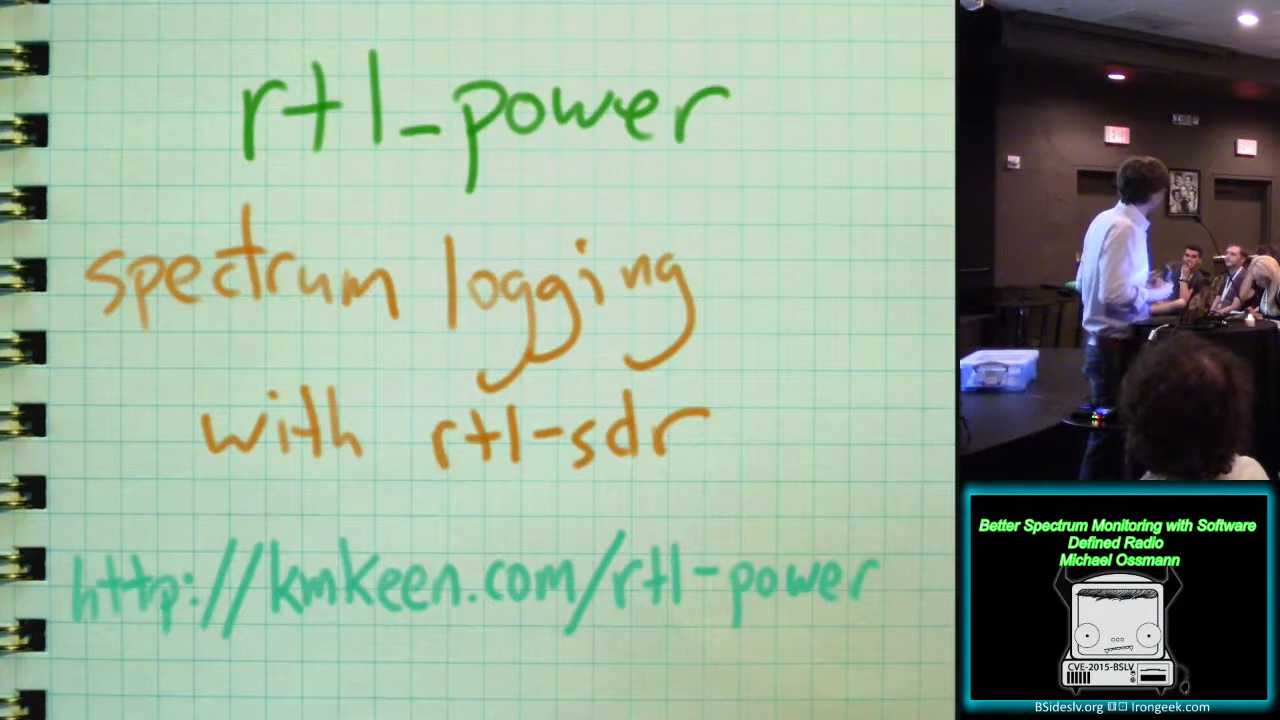 rtl_power
spectrum logging
with rtl-sdr
http://kmkeen.com/rtl-power
EXIT
Better Spectrum Monitoring with Software
Defined Radio
Michael Ossmann
CVE-2015-BSLV
BSideslv.org Irongeek.com